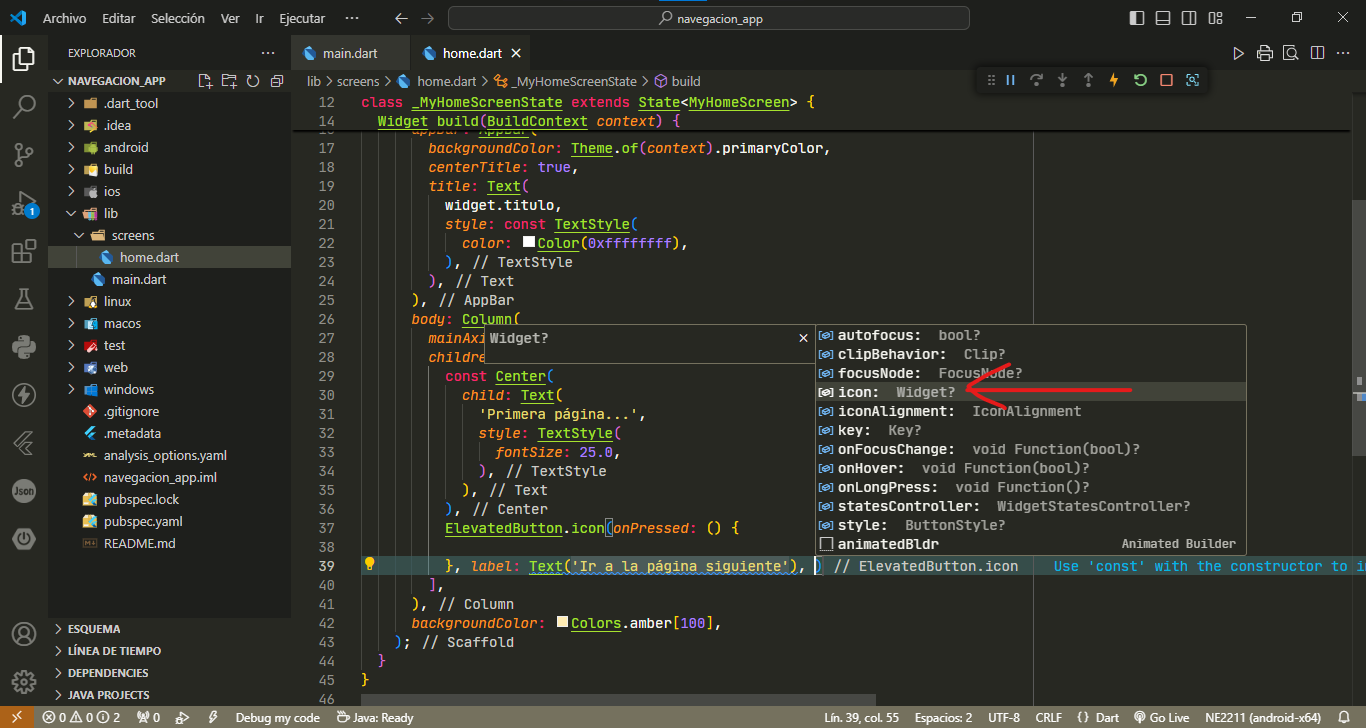 Archivo Editar Selección Ver Ir Ejecutar ··· navegacion_app
EXPLORADOR ···
NAVEGACION_APP
.dart_tool
.idea
android
build
ios
lib
screens
home.dart
main.dart
linux
macos
test
web
windows
.gitignore
.metadata
analysis_options.yaml
navegacion_app.iml
pubspec.lock
pubspec.yaml
README.md
ESQUEMA
LÍNEA DE TIEMPO
DEPENDENCIES
JAVA PROJECTS
1
Json
main.dart home.dart
lib > screens > home.dart > _MyHomeScreenState > build
12 class _MyHomeScreenState extends State<MyHomeScreen> {
14 Widget build(BuildContext context) {
17 backgroundColor: Theme.of(context).primaryColor,
18 centerTitle: true,
19 title: Text(
20 widget.titulo,
21 style: const TextStyle(
22 color: Color(0xffffffff),
23 ), // TextStyle
24 ), // Text
25 ), // AppBar
26 body: Column(
27 mainAxi
28 childre
29 const Center(
30 child: Text(
31 'Primera página...',
32 style: TextStyle(
33 fontSize: 25.0,
34 ), // TextStyle
35 ), // Text
36 ), // Center
37 ElevatedButton.icon(onPressed: () {
38
39 }, label: Text('Ir a la página siguiente'), ) // ElevatedButton.icon Use 'const' with the constructor to i
40 ],
41 ), // Column
42 backgroundColor: Colors.amber[100],
43 ); // Scaffold
44 }
45 }
46
Widget?
autofocus: bool?
clipBehavior: Clip?
focusNode: FocusNode?
icon: Widget?
iconAlignment: IconAlignment
key: Key?
onFocusChange: void Function(bool)?
onHover: void Function(bool)?
onLongPress: void Function()?
statesController: WidgetStatesController?
style: ButtonStyle?
animatedBldr Animated Builder
0 0 2 0 Debug my code Java: Ready Lín. 39, col. 55 Espacios: 2 UTF-8 CRLF {} Dart Go Live NE2211 (android-x64)